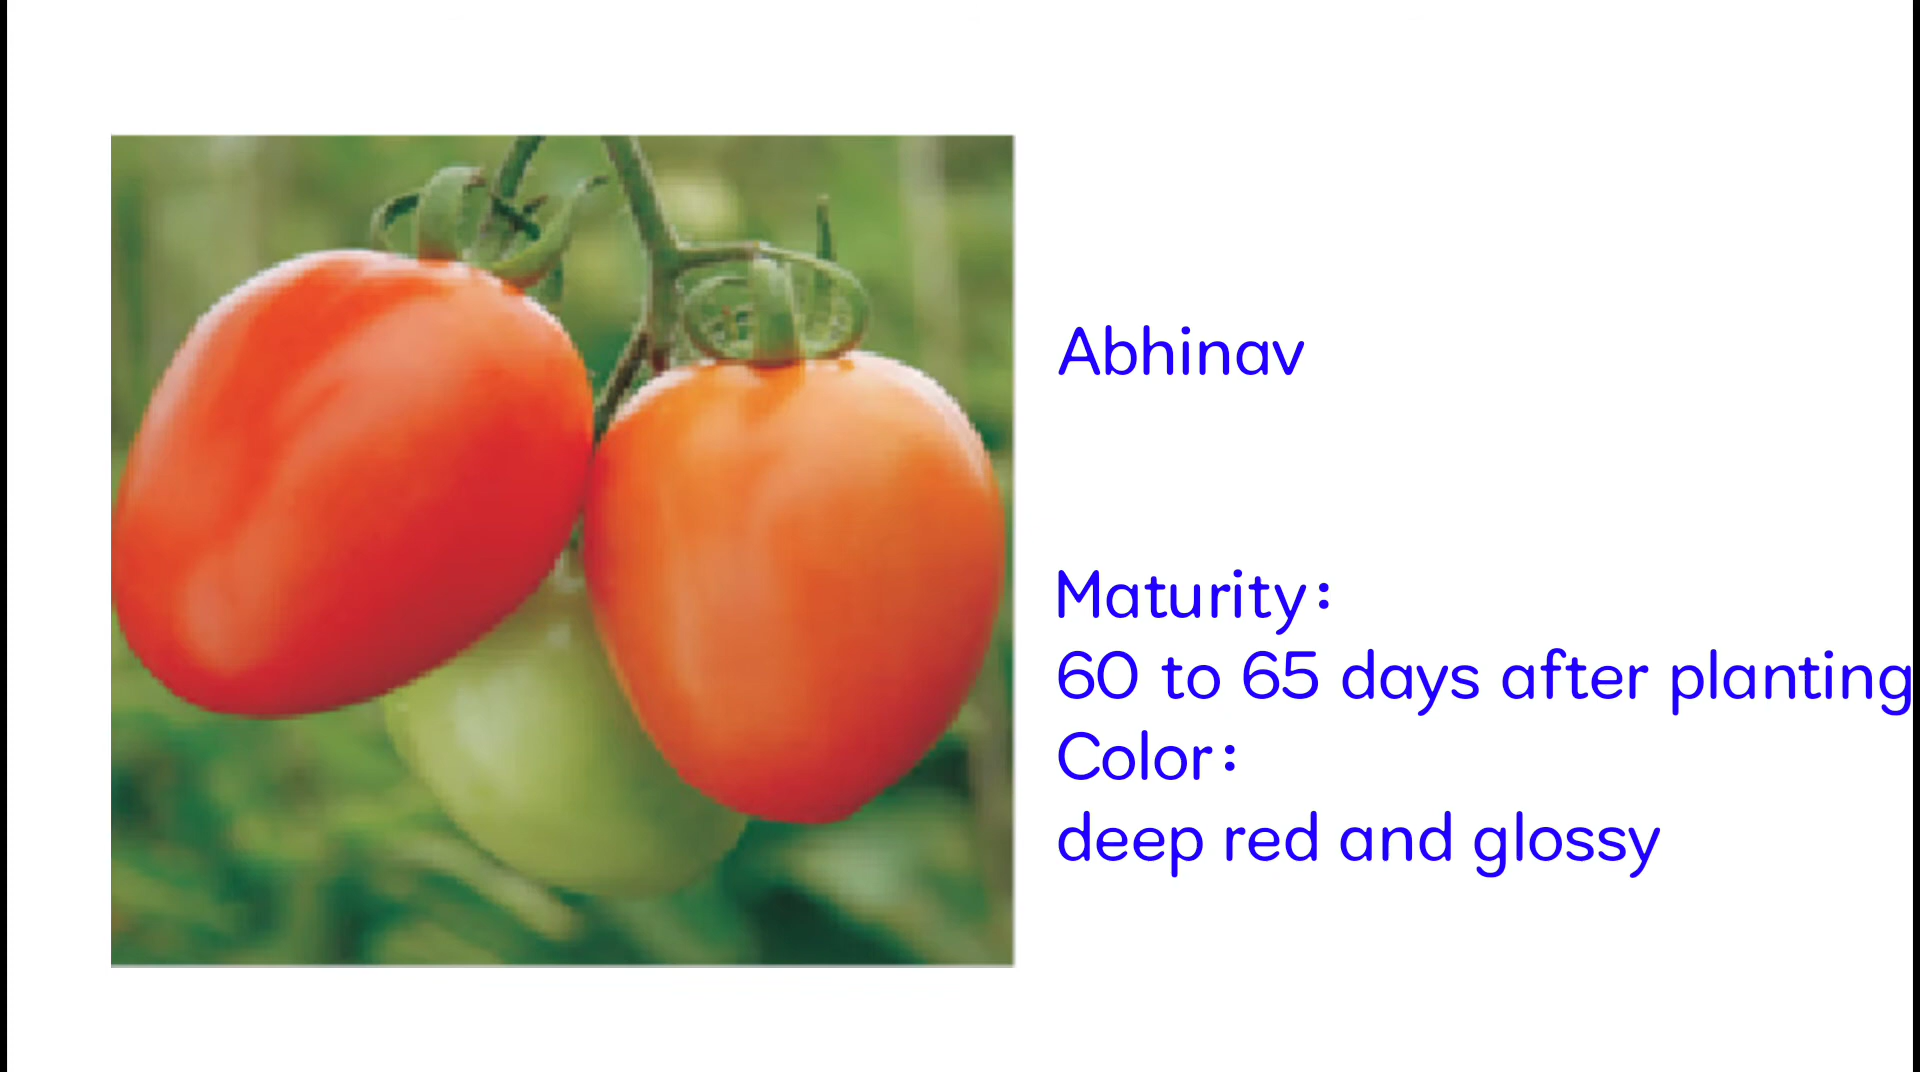 Abhinav
Maturity:
60 to 65 days after planting
Color:
deep red and glossy